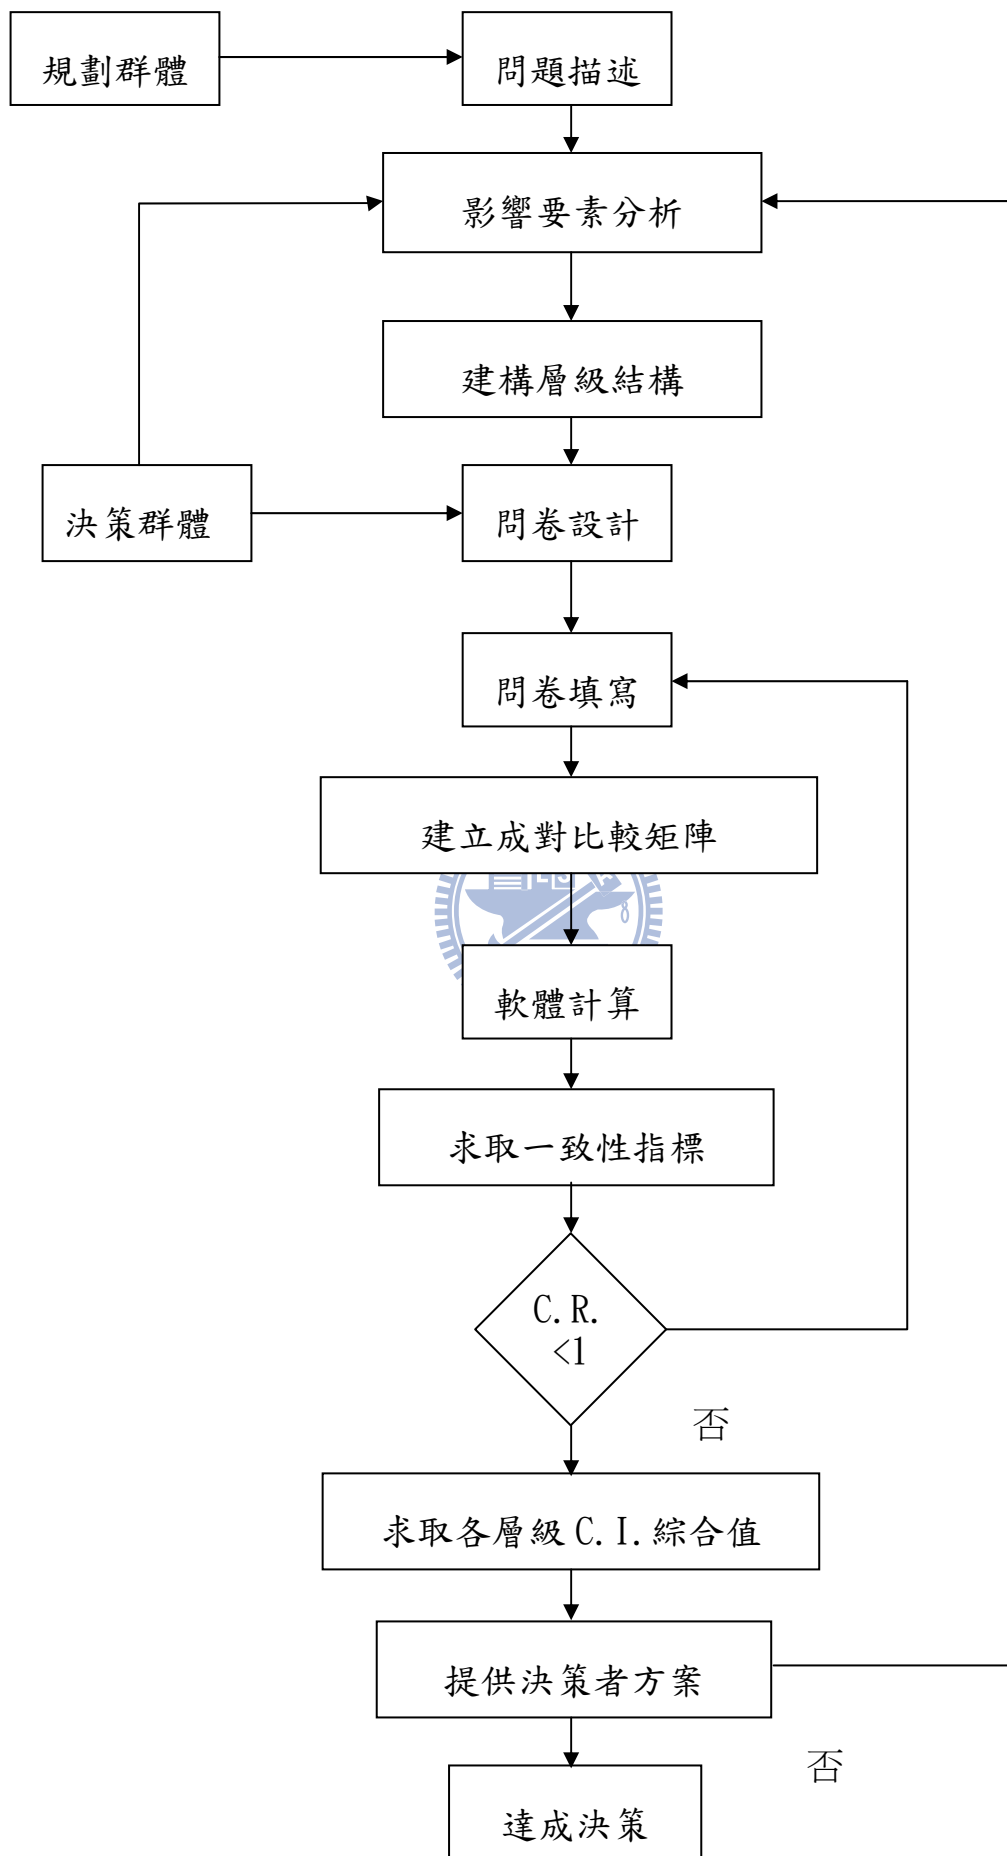 規劃群體
問題描述
影響要素分析
建構層級結構
決策群體
問卷設計
問卷填寫
建立成對比較矩陣
8
軟體計算
求取一致性指標
C.R.
<1
否
求取各層級 C.I.綜合值
提供決策者方案
否
達成決策